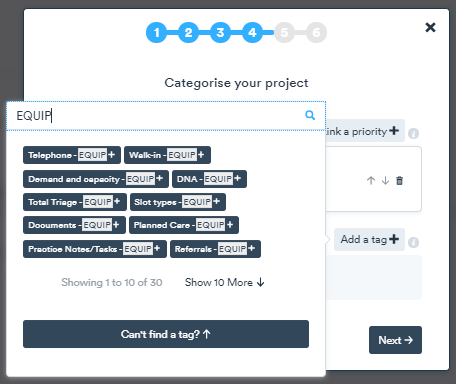 1 2 3 4 5 6
Categorise your project
EQUIP
ink a priority +
Telephone - EQUIP + Walk-in - EQUIP +
Demand and capacity - EQUIP + DNA - EQUIP +
Total Triage - EQUIP + Slot types - EQUIP +
Documents - EQUIP + Planned Care - EQUIP +
Add a tag +
Practice Notes/Tasks - EQUIP + Referrals - EQUIP +
Showing 1 to 10 of 30 Show 10 More ↓
Can't find a tag? ↑
Next →